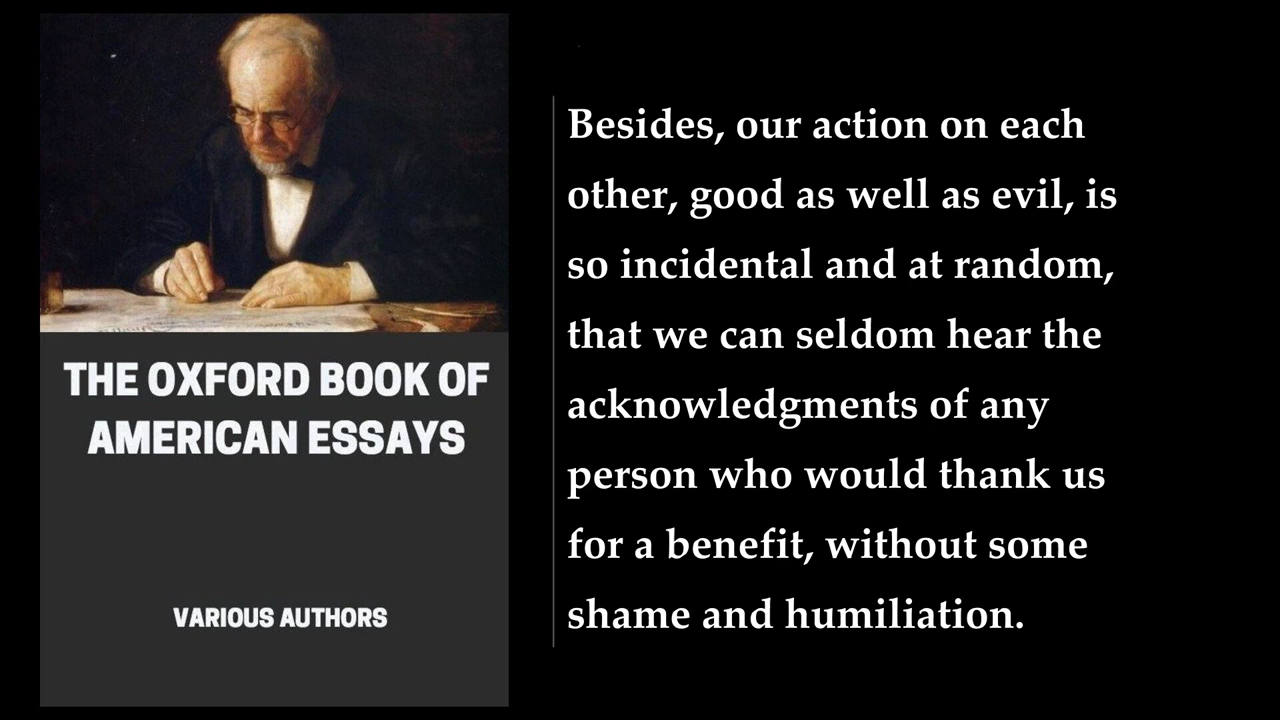 THE OXFORD BOOK OF
AMERICAN ESSAYS
VARIOUS AUTHORS
Besides, our action on each
other, good as well as evil, is
so incidental and at random,
that we can seldom hear the
acknowledgments of any
person who would thank us
for a benefit, without some
shame and humiliation.